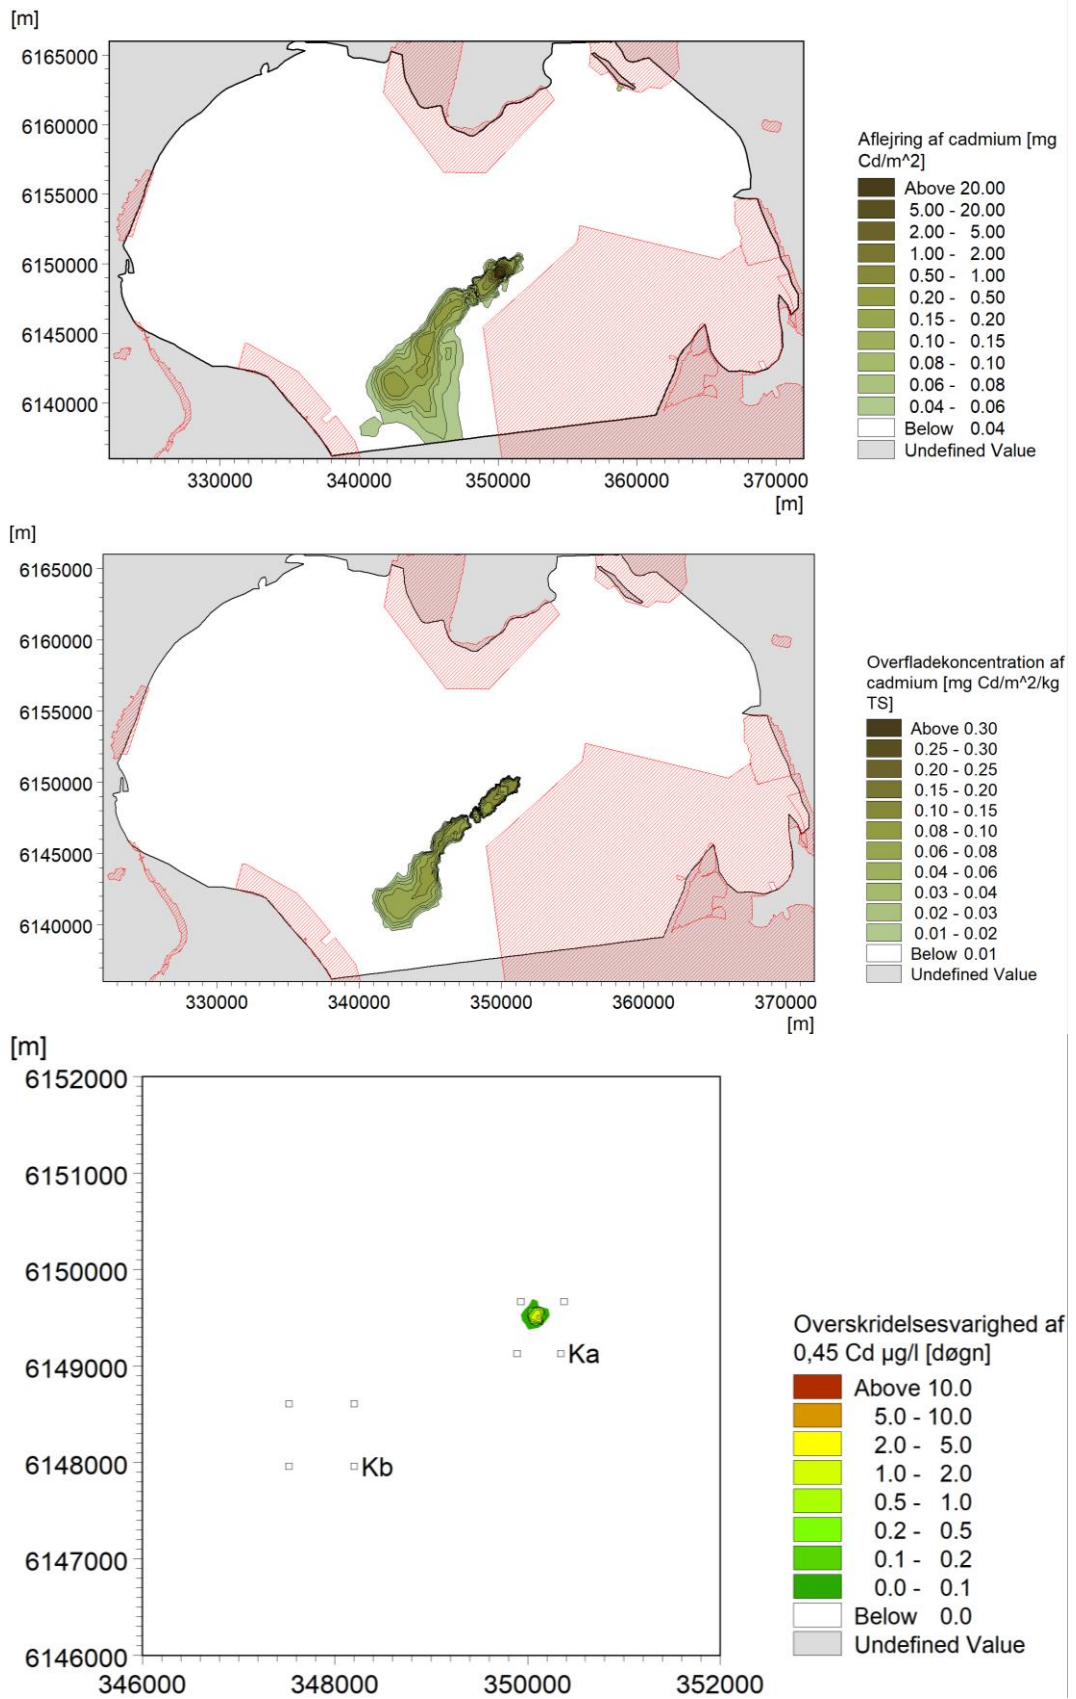 [m]
6165000
6160000
6155000
6150000
6145000
6140000
330000 340000 350000 360000 370000
[m]
Aflejring af cadmium [mg
Cd/m^2]
Above 20.00
5.00 - 20.00
2.00 - 5.00
1.00 - 2.00
0.50 - 1.00
0.20 - 0.50
0.15 - 0.20
0.10 - 0.15
0.08 - 0.10
0.06 - 0.08
0.04 - 0.06
Below 0.04
Undefined Value
[m]
6165000
6160000
6155000
6150000
6145000
6140000
330000 340000 350000 360000 370000
[m]
Overfladekoncentration af
cadmium [mg Cd/m^2/kg
TS]
Above 0.30
0.25 - 0.30
0.20 - 0.25
0.15 - 0.20
0.10 - 0.15
0.08 - 0.10
0.06 - 0.08
0.04 - 0.06
0.03 - 0.04
0.02 - 0.03
0.01 - 0.02
Below 0.01
Undefined Value
[m]
6152000
6151000
6150000
6149000
6148000
6147000
6146000
346000 348000 350000 352000
Ka
Kb
Overskridelsesvarighed af
0,45 Cd µg/l [døgn]
Above 10.0
5.0 - 10.0
2.0 - 5.0
1.0 - 2.0
0.5 - 1.0
0.2 - 0.5
0.1 - 0.2
0.0 - 0.1
Below 0.0
Undefined Value